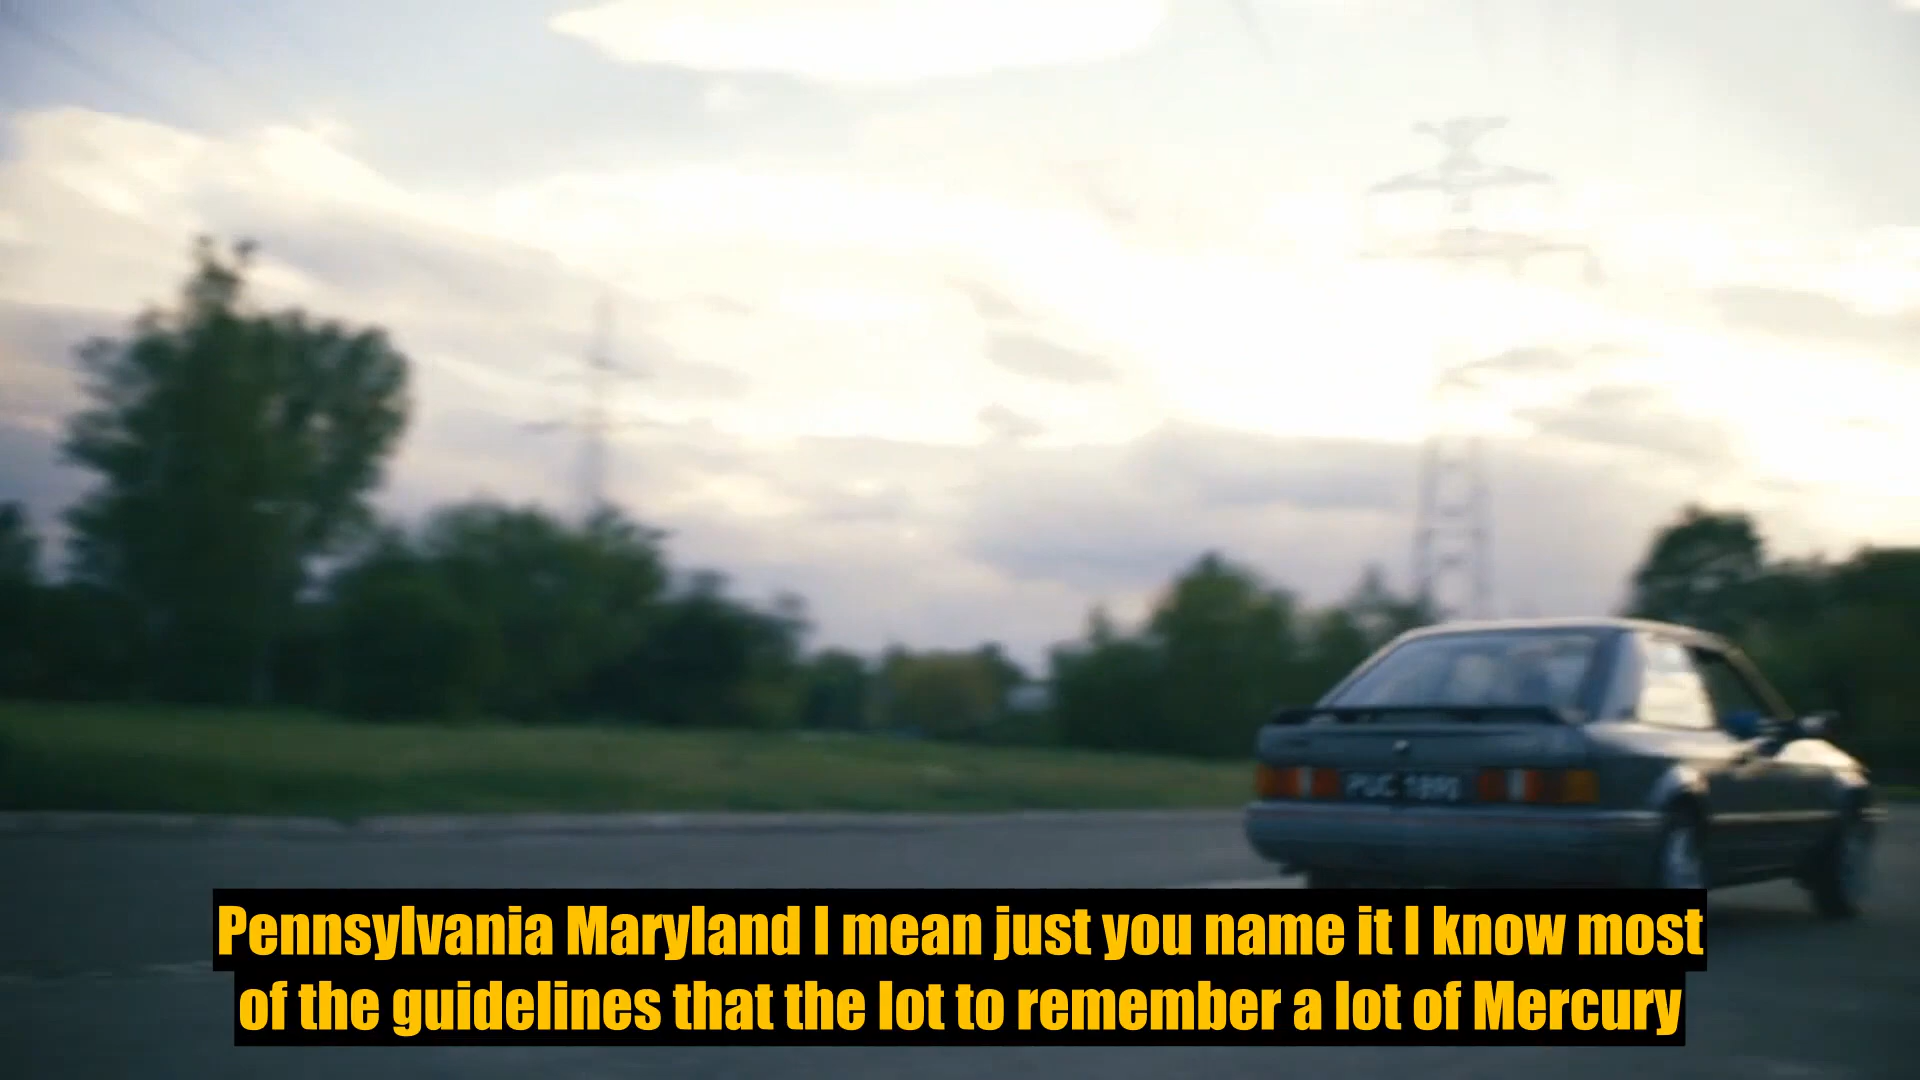 Pennsylvania Maryland I mean just you name it I know most
of the guidelines that the lot to remember a lot of Mercury